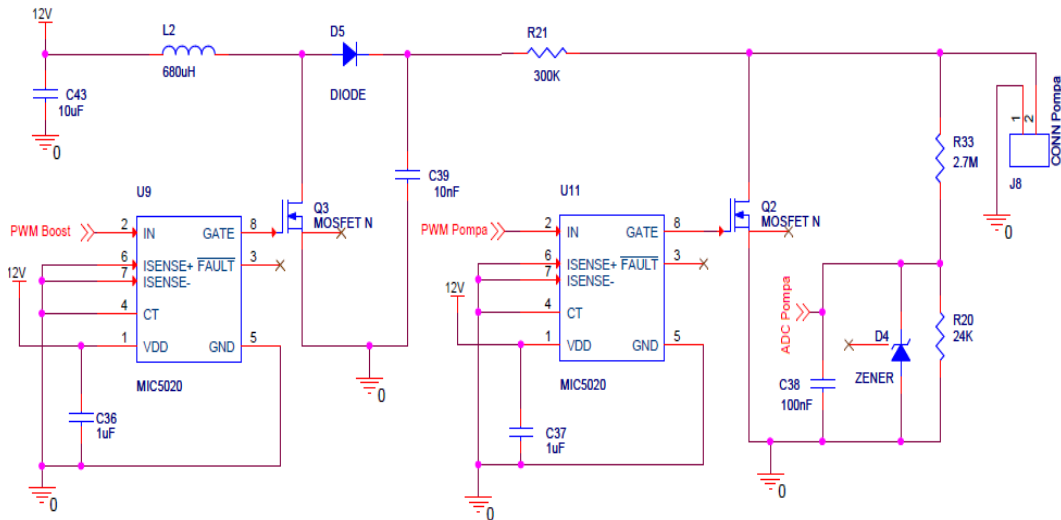 12V
L2
680uH
D5
DIODE
R21
300K
C43
10uF
0
C39
10nF
R33
2.7M
1
2
CONN Pompa
J8
0
U9
PWM Boost
2
IN
GATE
8
Q3
MOSFET N
6
ISENSE+
FAULT
3
7
ISENSE-
4
CT
12V
1
VDD
GND
5
MIC5020
C36
1uF
0
0
U11
PWM Pompa
2
IN
GATE
8
Q2
MOSFET N
6
ISENSE+
FAULT
3
7
ISENSE-
4
CT
12V
1
VDD
GND
5
MIC5020
C37
1uF
0
ADC Pompa
D4
ZENER
R20
24K
C38
100nF
0